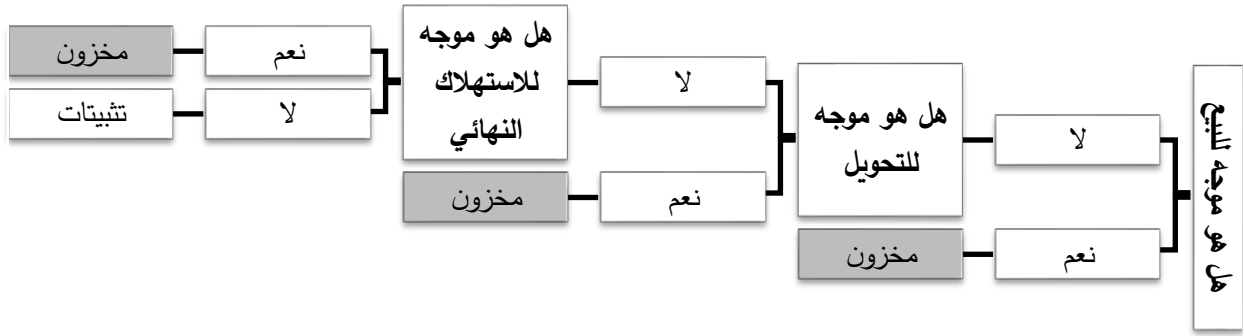 هل هو موجه للبيع
لا
نعم
مخزون
هل هو موجه
للتحويل
لا
نعم
مخزون
هل هو موجه
للاستهلاك
النهائي
نعم
مخزون
لا
تثبيتات